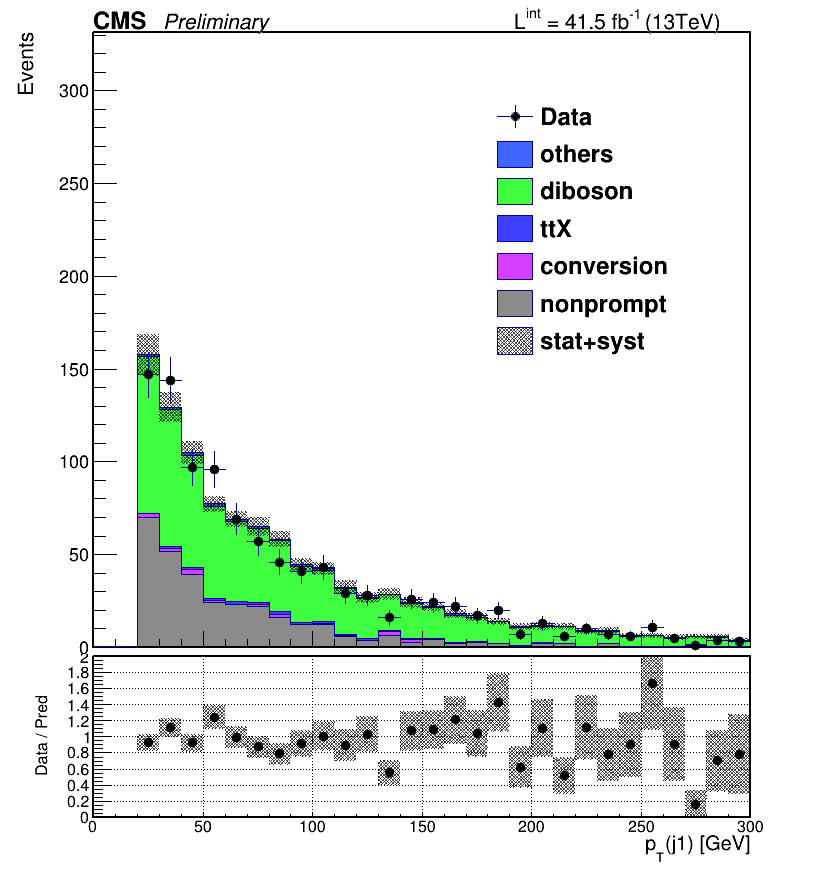 CMS Preliminary L^int = 41.5 fb^-1 (13TeV)
Events
300
250
200
150
100
50
0
Data
others
diboson
ttX
conversion
nonprompt
stat+syst
Data / Pred
2
1.8
1.6
1.4
1.2
1
0.8
0.6
0.4
0.2
0
0 50 100 150 200 250 300
p_T(j1) [GeV]